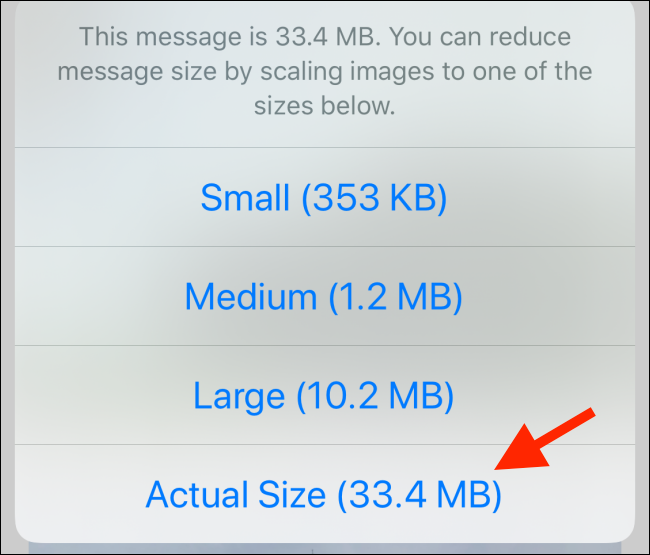 This message is 33.4 MB. You can reduce
message size by scaling images to one of the
sizes below.
Small (353 KB)
Medium (1.2 MB)
Large (10.2 MB)
Actual Size (33.4 MB)